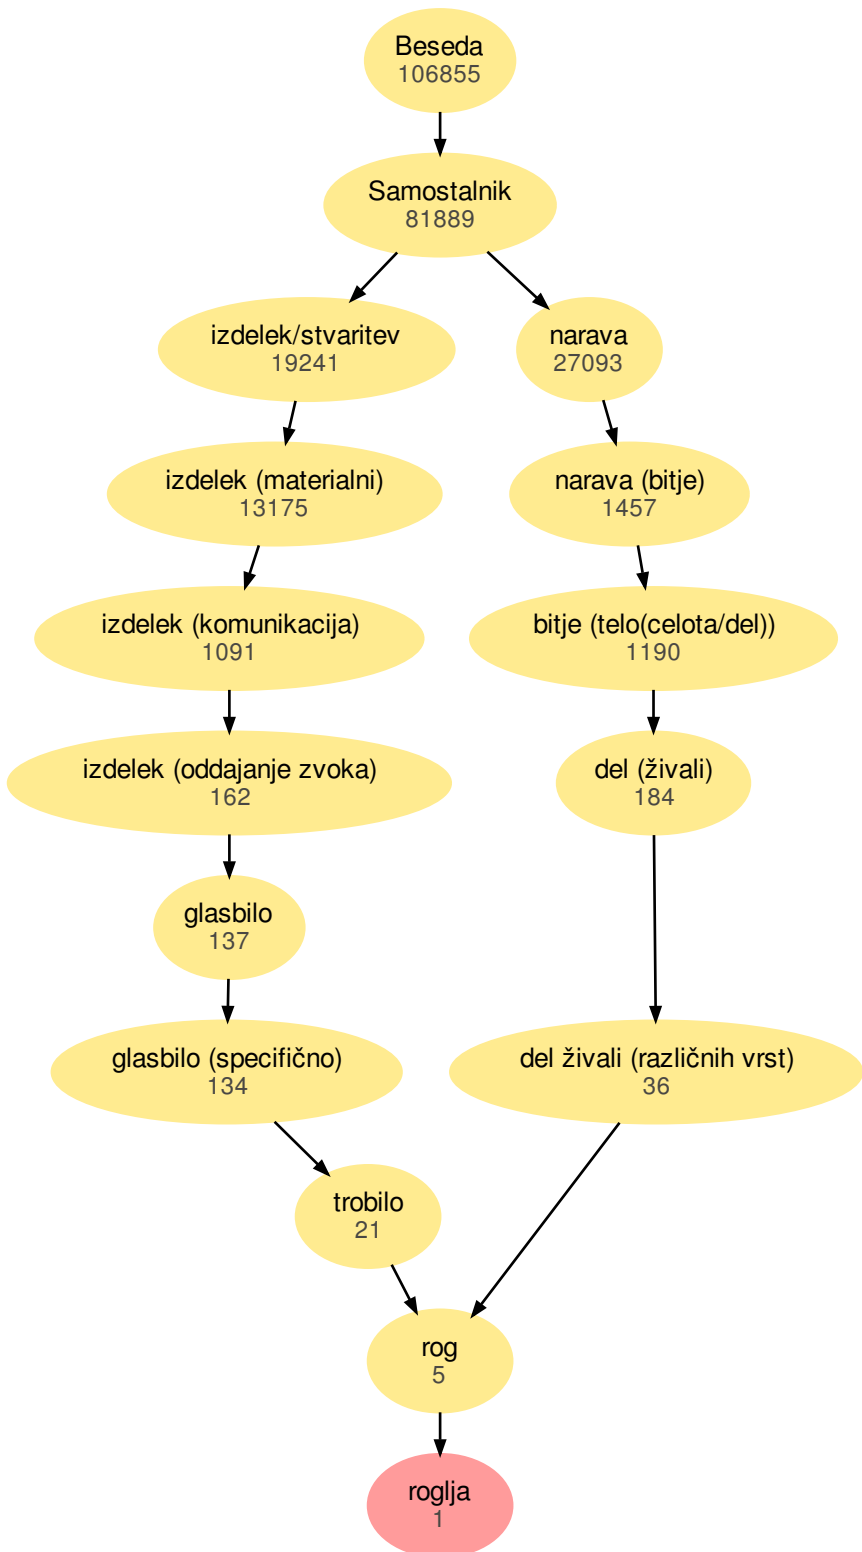 Beseda
106855
Samostalnik
81889
izdelek/stvaritev
19241
narava
27093
izdelek (materialni)
13175
narava (bitje)
1457
izdelek (komunikacija)
1091
bitje (telo(celota/del))
1190
izdelek (oddajanje zvoka)
162
del (živali)
184
glasbilo
137
glasbilo (specifično)
134
del živali (različnih vrst)
36
trobilo
21
rog
5
roglja
1